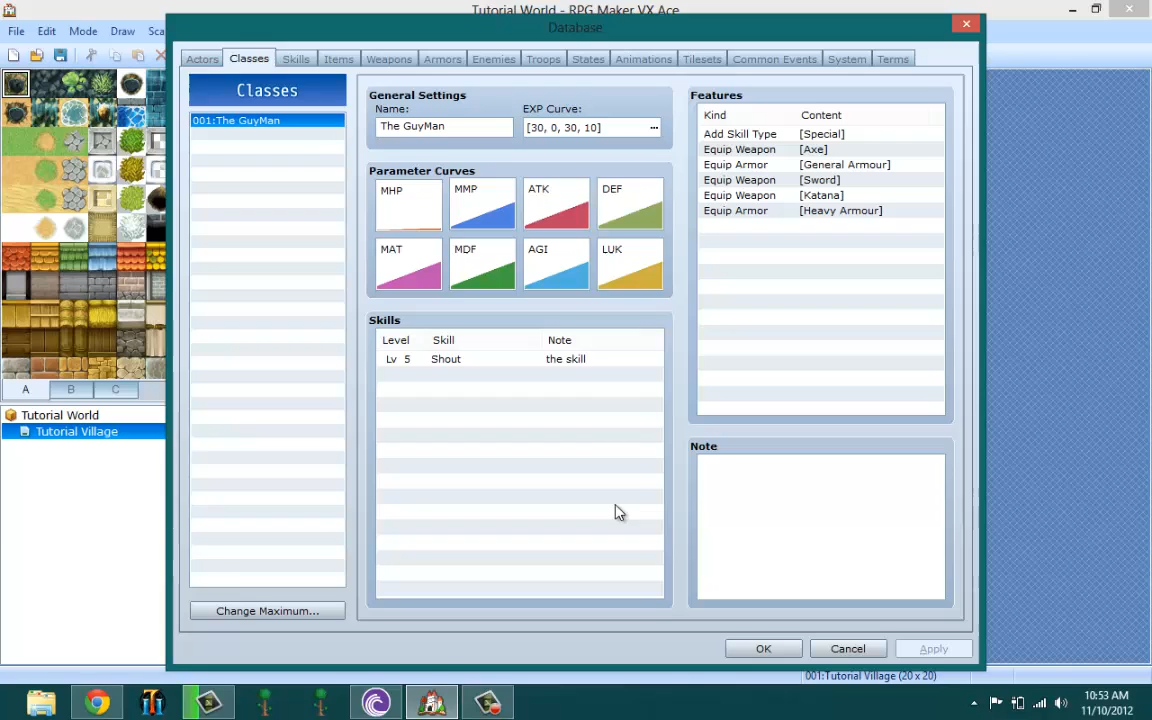 Tutorial World - RPG Maker VX Ace
Database
File Edit Mode Draw Sca
Actors Classes Skills Items Weapons Armors Enemies Troops States Animations Tilesets Common Events System Terms
Classes
001:The GuyMan
Change Maximum...
General Settings
Name: EXP Curve:
The GuyMan [30, 0, 30, 10] ...
Parameter Curves
MHP MMP ATK DEF
MAT MDF AGI LUK
Skills
Level Skill Note
Lv 5 Shout the skill
Features
Kind Content
Add Skill Type [Special]
Equip Weapon [Axe]
Equip Armor [General Armour]
Equip Weapon [Sword]
Equip Weapon [Katana]
Equip Armor [Heavy Armour]
Note
A B C
Tutorial World
Tutorial Village
OK Cancel Apply
001:Tutorial Village (20 x 20)
10:53 AM
11/10/2012